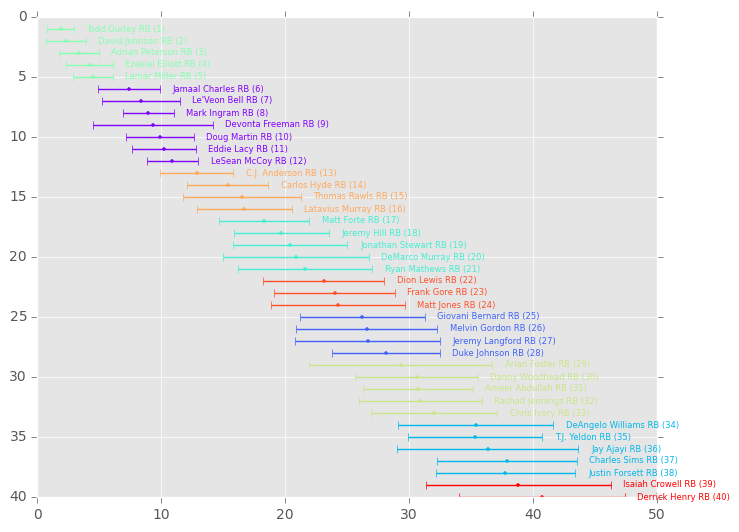 0
Todd Gurley RB (1)
David Johnson RB (2)
Adrian Peterson RB (3)
Ezekiel Elliott RB (4)
5
Lamar Miller RB (5)
Jamaal Charles RB (6)
Le'Veon Bell RB (7)
Mark Ingram RB (8)
Devonta Freeman RB (9)
10
Doug Martin RB (10)
Eddie Lacy RB (11)
LeSean McCoy RB (12)
C.J. Anderson RB (13)
Carlos Hyde RB (14)
15
Thomas Rawls RB (15)
Latavius Murray RB (16)
Matt Forte RB (17)
Jeremy Hill RB (18)
Jonathan Stewart RB (19)
20
DeMarco Murray RB (20)
Ryan Mathews RB (21)
Dion Lewis RB (22)
Frank Gore RB (23)
Matt Jones RB (24)
25
Giovani Bernard RB (25)
Melvin Gordon RB (26)
Jeremy Langford RB (27)
Duke Johnson RB (28)
Arian Foster RB (29)
30
Danny Woodhead RB (30)
Ameer Abdullah RB (31)
Rashad Jennings RB (32)
Chris Ivory RB (33)
DeAngelo Williams RB (34)
35
T.J. Yeldon RB (35)
Jay Ajayi RB (36)
Charles Sims RB (37)
Justin Forsett RB (38)
Isaiah Crowell RB (39)
40
Derrick Henry RB (40)
0 10 20 30 40 50